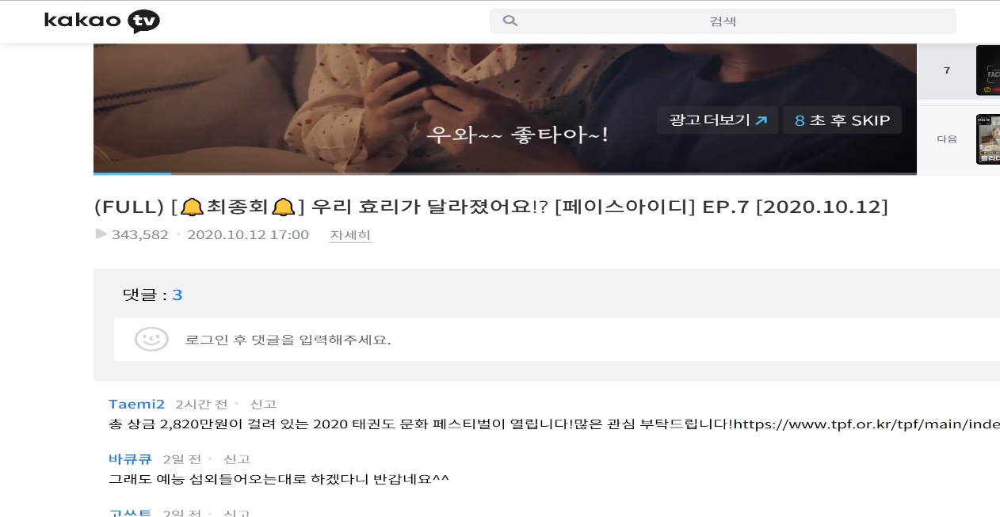 kakao tv
검색
7
광고 더보기 8 초 후 SKIP
우와~~ 좋타아~!
다음
(FULL) [🔔최종회🔔] 우리 효리가 달라졌어요!? [페이스아이디] EP.7 [2020.10.12]
343,582 · 2020.10.12 17:00 자세히
댓글 : 3
로그인 후 댓글을 입력해주세요.
Taemi2 2시간 전 · 신고
총 상금 2,820만원이 걸려 있는 2020 태권도 문화 페스티벌이 열립니다!많은 관심 부탁드립니다!https://www.tpf.or.kr/tpf/main/inde
바큐큐 2일 전 · 신고
그래도 예능 섭외들어오는대로 하겠다니 반갑네요^^
2일 전 · 신고